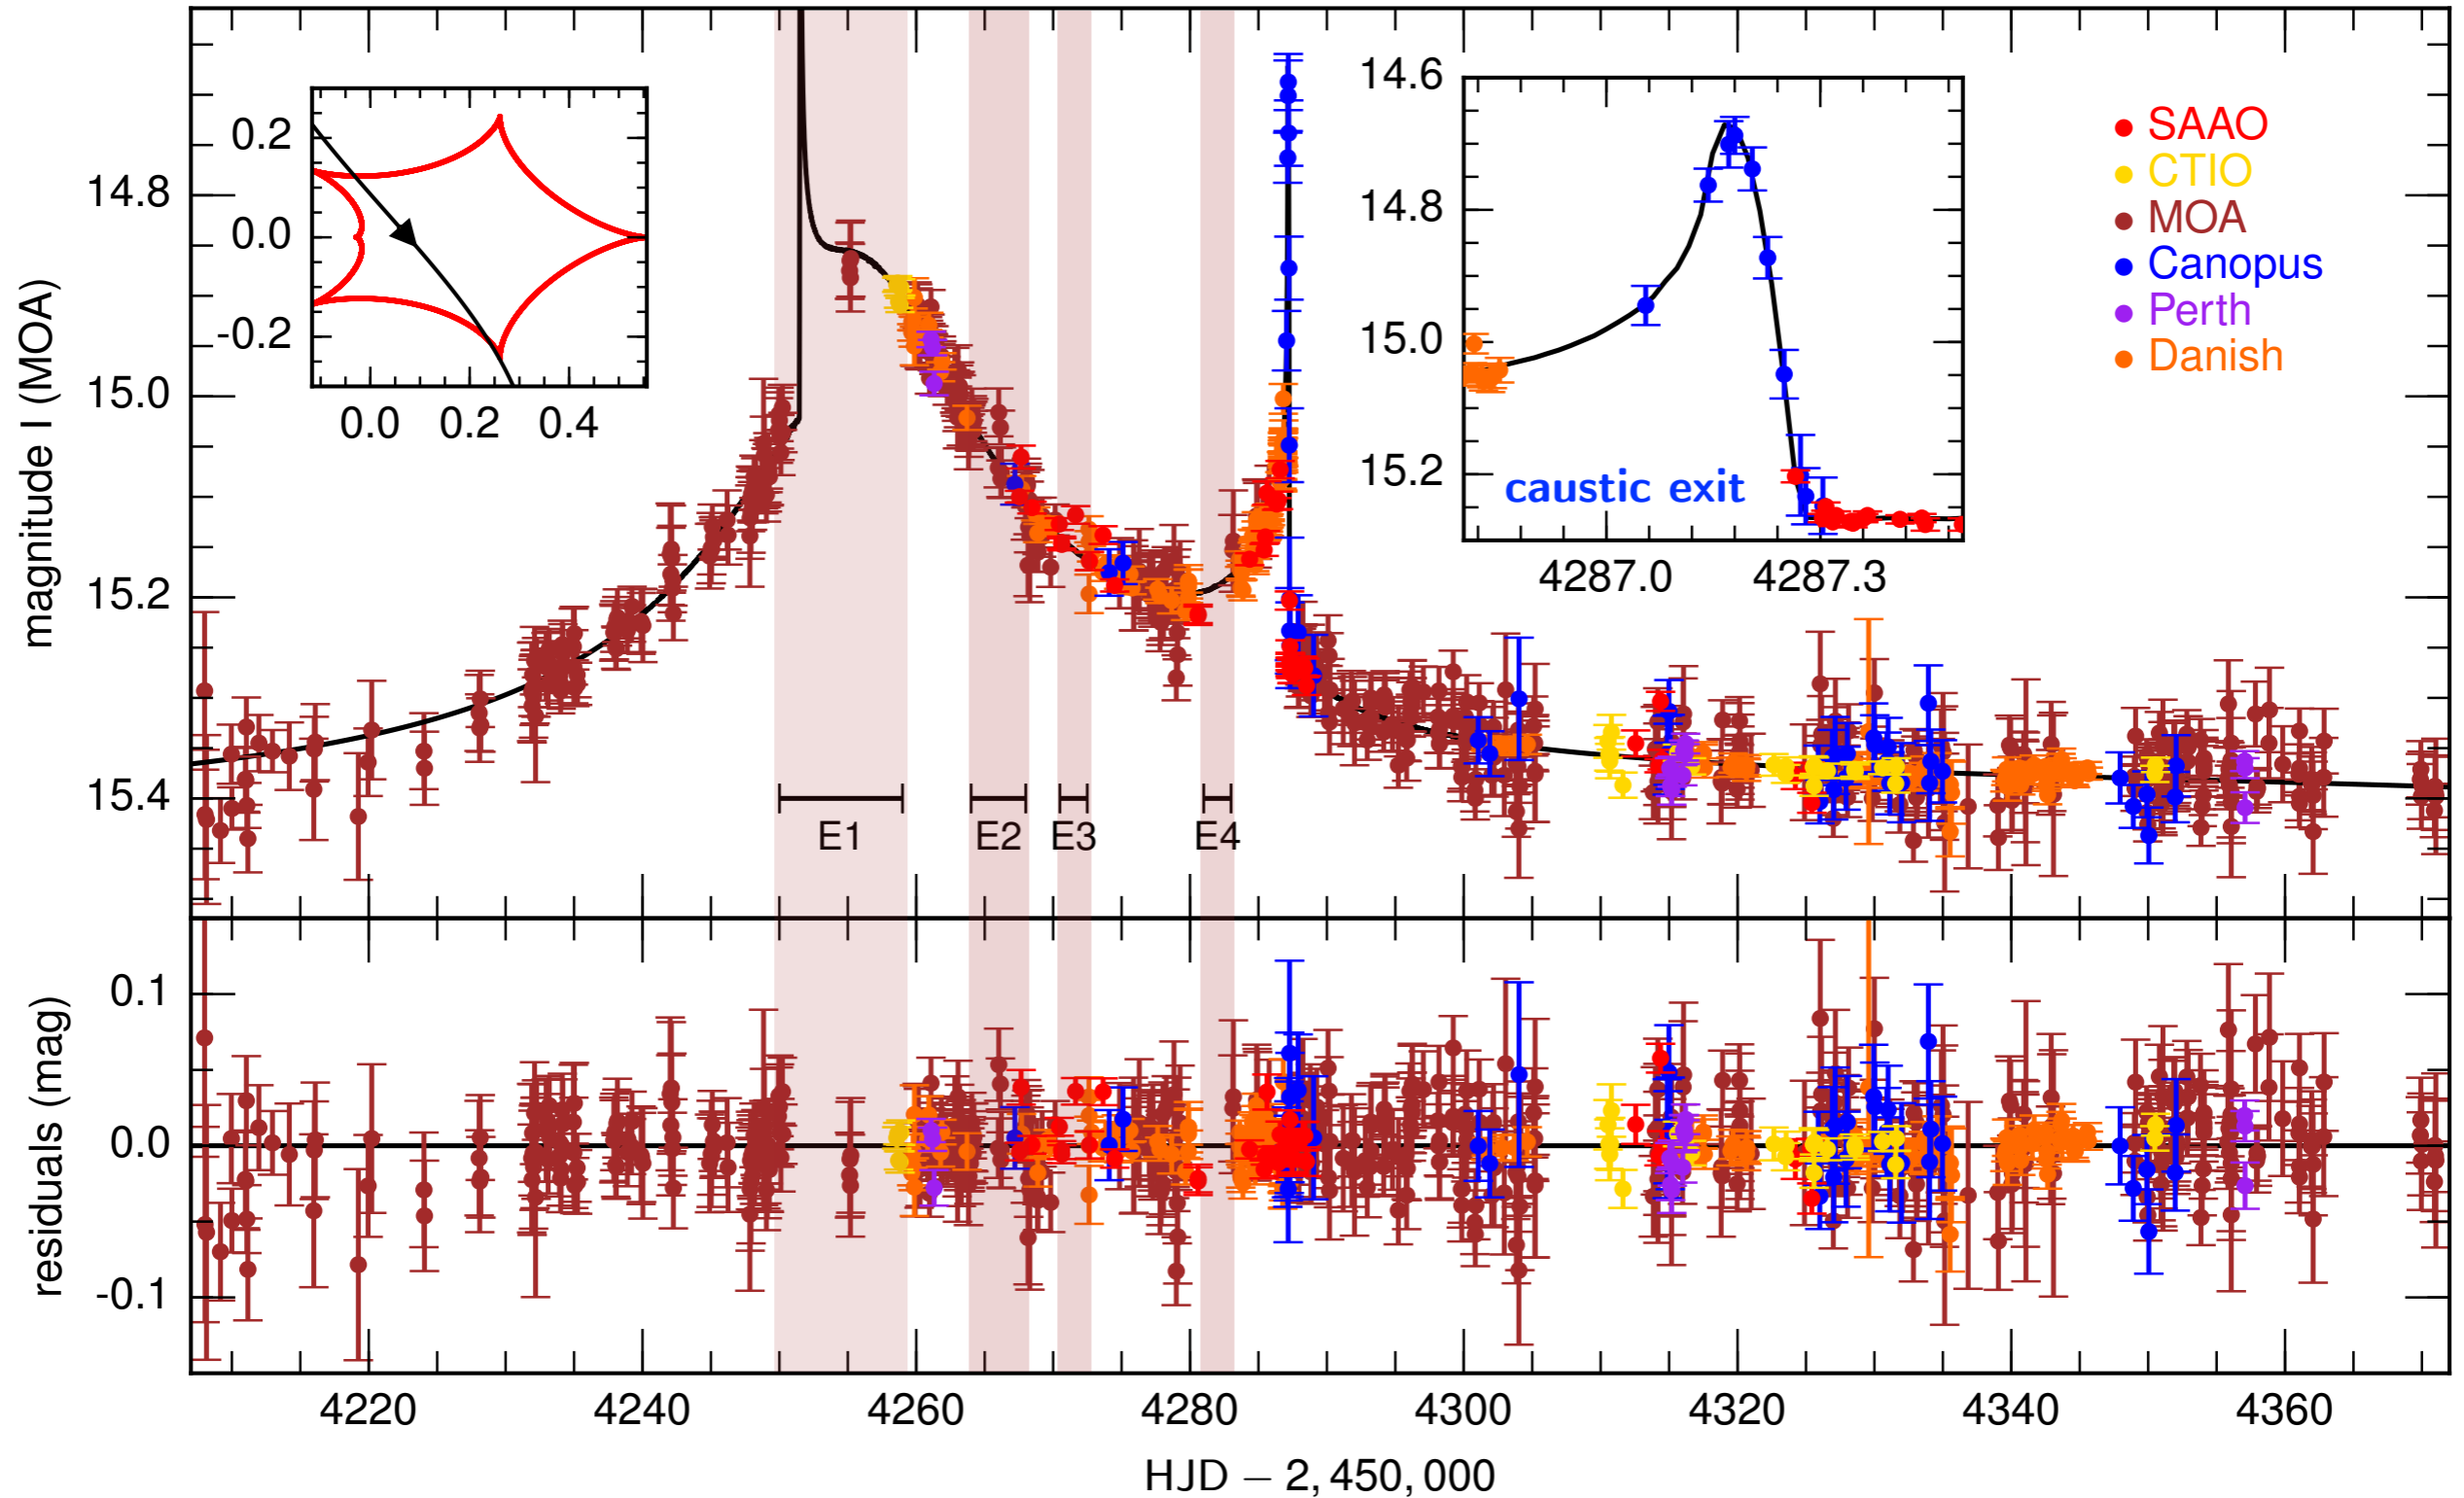 magnitude I (MOA)
14.8
15.0
15.2
15.4
0.2
0.0
-0.2
0.0 0.2 0.4
14.6
14.8
15.0
15.2
caustic exit
4287.0 4287.3
SAAO
CTIO
MOA
Canopus
Perth
Danish
E1 E2 E3 E4
residuals (mag)
0.1
0.0
-0.1
4220 4240 4260 4280 4300 4320 4340 4360
HJD − 2, 450, 000